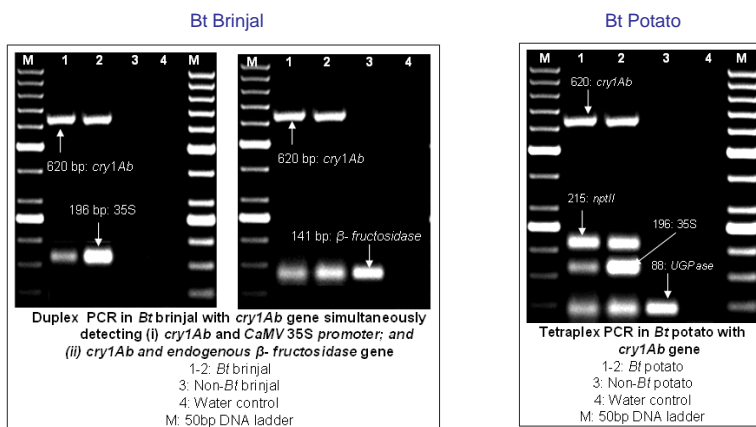 Bt Brinjal
M 1 2 3 4 M
620 bp: cry1Ab
196 bp: 35S
1 2 3 4
620 bp: cry1Ab
141 bp: β- fructosidase
Duplex PCR in Bt brinjal with cry1Ab gene simultaneously
detecting (i) cry1Ab and CaMV 35S promoter; and
(ii) cry1Ab and endogenous β- fructosidase gene
1-2: Bt brinjal
3: Non-Bt brinjal
4: Water control
M: 50bp DNA ladder
Bt Potato
M 1 2 3 4 M
620: cry1Ab
215: nptII
196: 35S
88: UGPase
Tetraplex PCR in Bt potato with
cry1Ab gene
1-2: Bt potato
3: Non-Bt potato
4: Water control
M: 50bp DNA ladder